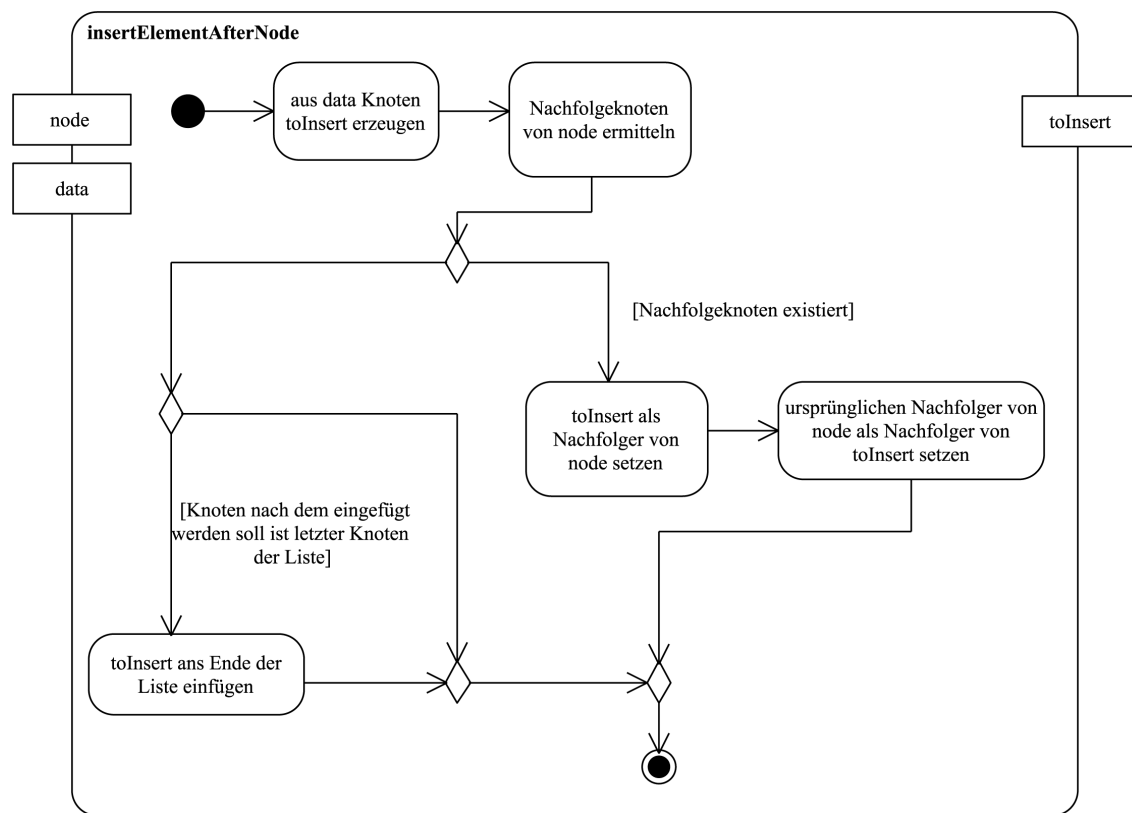 insertElementAfterNode
node
data
aus data Knoten
toInsert erzeugen
Nachfolgeknoten
von node ermitteln
toInsert
[Nachfolgeknoten existiert]
toInsert als
Nachfolger von
node setzen
ursprünglichen Nachfolger von
node als Nachfolger von
toInsert setzen
[Knoten nach dem eingefügt
werden soll ist letzter Knoten
der Liste]
toInsert ans Ende der
Liste einfügen